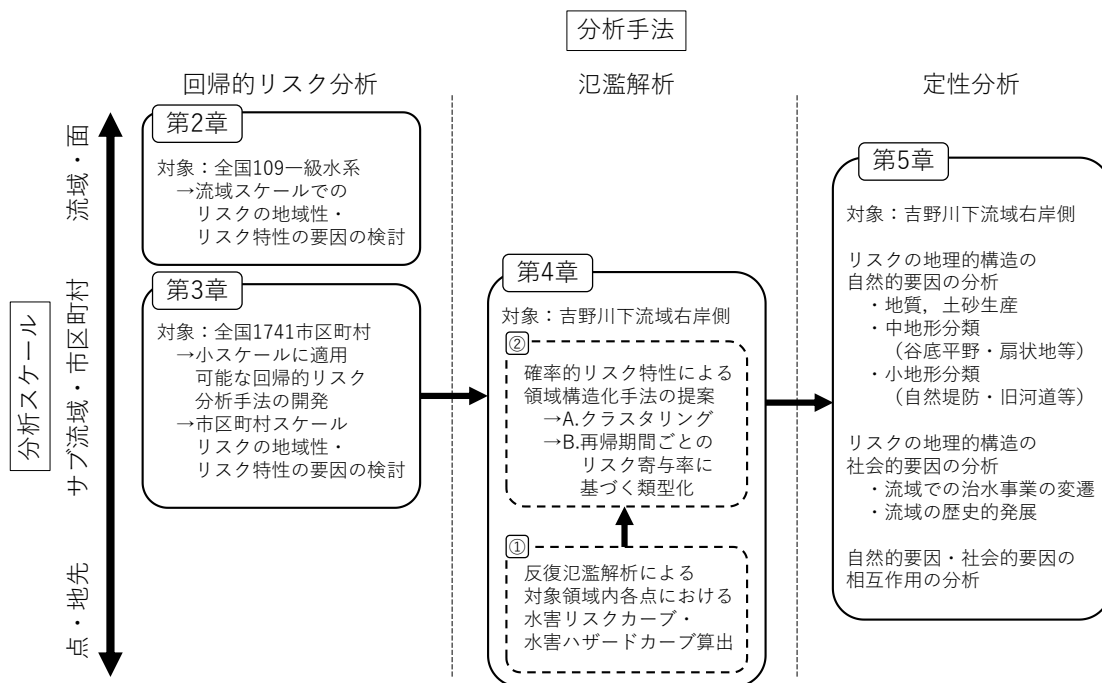 分析手法
回帰的リスク分析
氾濫解析
定性分析
分析スケール
流域・面
サブ流域・市区町村
点・地先
第2章
対象：全国109一級水系
→流域スケールでの
リスクの地域性・
リスク特性の要因の検討
第3章
対象：全国1741市区町村
→小スケールに適用
可能な回帰的リスク
分析手法の開発
→市区町村スケール
リスクの地域性・
リスク特性の要因の検討
第4章
対象：吉野川下流域右岸側
②
確率的リスク特性による
領域構造化手法の提案
→A.クラスタリング
→B.再帰期間ごとの
リスク寄与率に
基づく類型化
①
反復氾濫解析による
対象領域内各点における
水害リスクカーブ・
水害ハザードカーブ算出
第5章
対象：吉野川下流域右岸側
リスクの地理的構造の
自然的要因の分析
・地質，土砂生産
・中地形分類
（谷底平野・扇状地等）
・小地形分類
（自然堤防・旧河道等）
リスクの地理的構造の
社会的要因の分析
・流域での治水事業の変遷
・流域の歴史的発展
自然的要因・社会的要因の
相互作用の分析